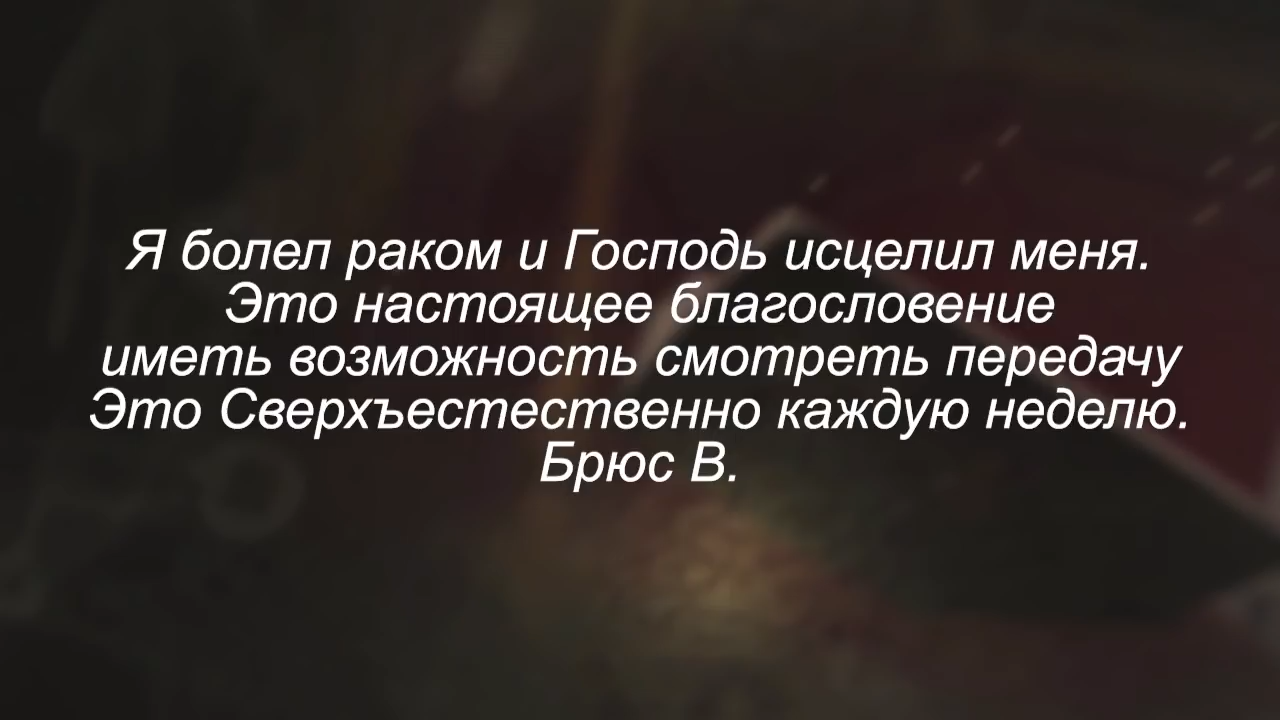 Я болел раком и Господь исцелил меня.
Это настоящее благословение
иметь возможность смотреть передачу
Это Сверхъестественно каждую неделю.
Брюс В.